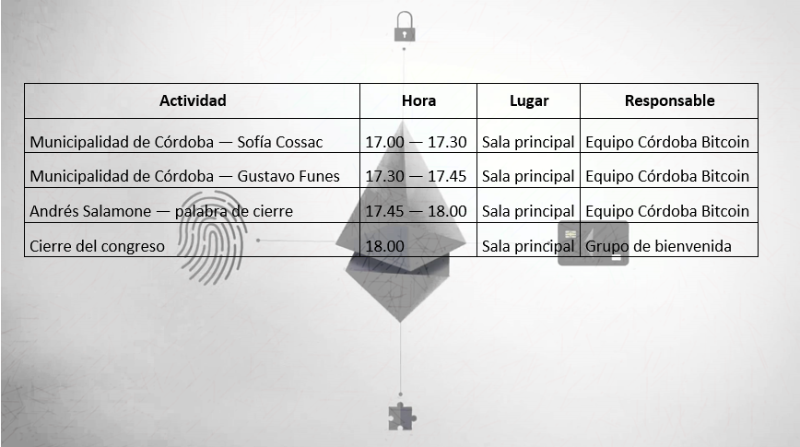 Actividad Hora Lugar Responsable
Municipalidad de Córdoba — Sofía Cossac 17.00 — 17.30 Sala principal Equipo Córdoba Bitcoin
Municipalidad de Córdoba — Gustavo Funes 17.30 — 17.45 Sala principal Equipo Córdoba Bitcoin
Andrés Salamone — palabra de cierre 17.45 — 18.00 Sala principal Equipo Córdoba Bitcoin
Cierre del congreso 18.00 Sala principal Grupo de bienvenida